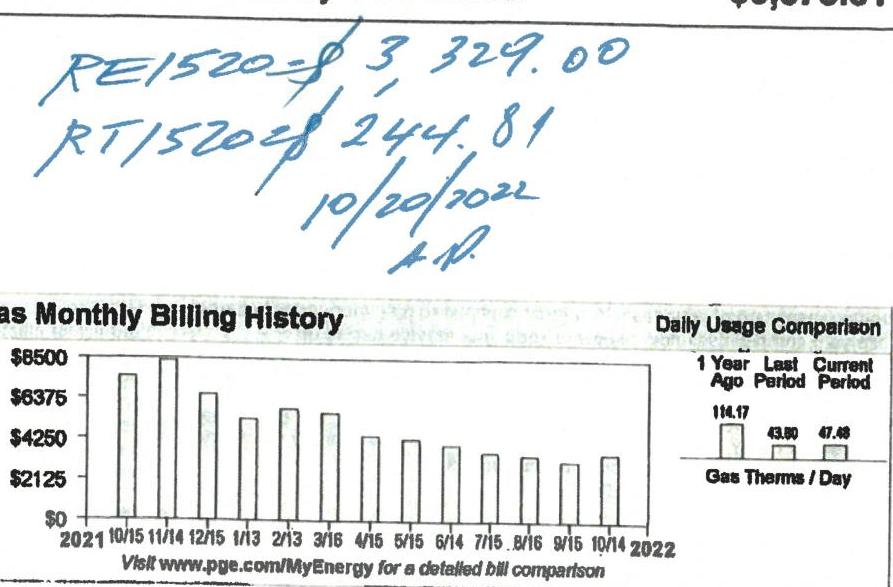 RE1520=$ 3,329.00
RT1520=$ 244.81
10/20/2022
A.P.
as Monthly Billing History
$8500
$6375
$4250
$2125
$0
2021 10/15 11/14 12/15 1/13 2/13 3/16 4/15 5/15 6/14 7/15 8/16 9/15 10/14 2022
Visit www.pge.com/MyEnergy for a detailed bill comparison
Daily Usage Comparison
1 Year Last Current
Ago Period Period
114.17 43.80 47.48
Gas Therms / Day